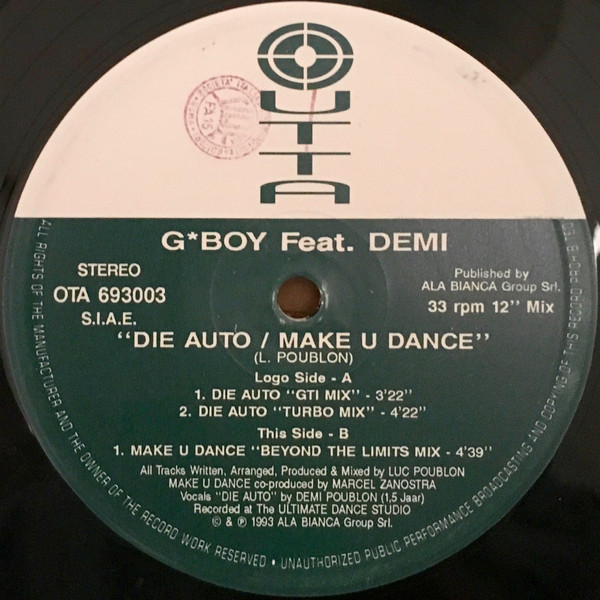 OUTTA
G*BOY Feat. DEMI
STEREO
OTA 693003
S.I.A.E.
Published by
ALA BIANCA Group Srl.
33 rpm 12" Mix
"DIE AUTO / MAKE U DANCE"
(L. POUBLON)
Logo Side - A
1. DIE AUTO "GTI MIX" - 3'22"
2. DIE AUTO "TURBO MIX" - 4'22"
This Side - B
1. MAKE U DANCE "BEYOND THE LIMITS MIX - 4'39"
All Tracks Written, Arranged, Produced & Mixed by LUC POUBLON
MAKE U DANCE co-produced by MARCEL ZANOSTRA
Vocals "DIE AUTO" by DEMI POUBLON (1,5 Jaar)
Recorded at The ULTIMATE DANCE STUDIO
© & ℗ 1993 ALA BIANCA Group Srl.
ALL RIGHTS OF THE MANUFACTURER AND THE OWNER OF THE RECORD WORK RESERVED • UNAUTHORIZED PUBLIC PERFORMANCE BROADCASTING AND COPYING OF THIS RECORD PROHIBITED